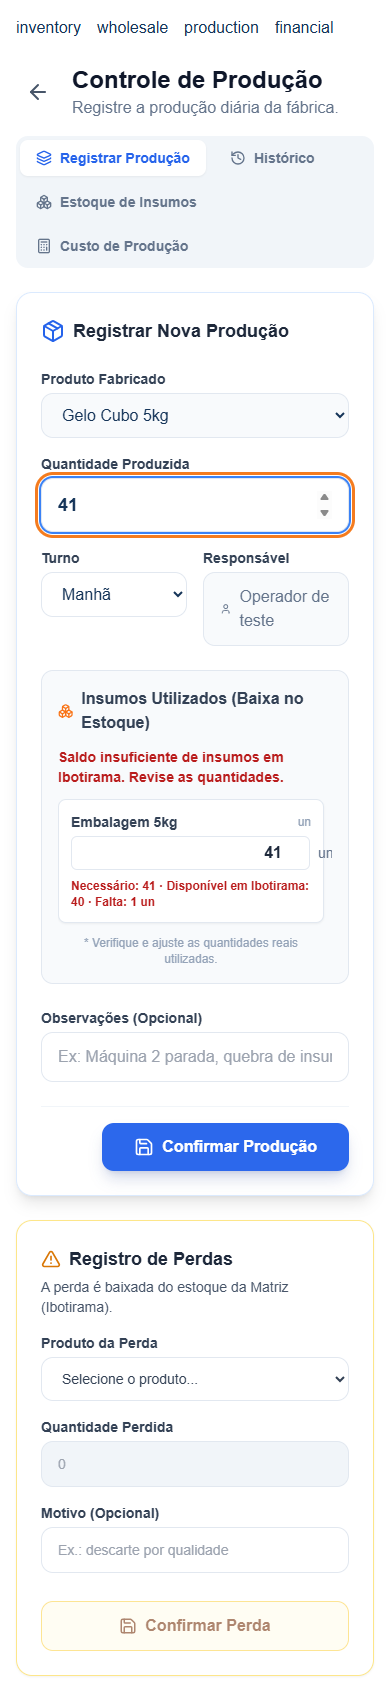 inventory wholesale production financial
Controle de Produção
Registre a produção diária da fábrica.
Registrar Produção
Histórico
Estoque de Insumos
Custo de Produção
Registrar Nova Produção
Produto Fabricado
Gelo Cubo 5kg
Quantidade Produzida
41
Turno
Responsável
Manhã
Operador de
teste
Insumos Utilizados (Baixa no
Estoque)
Saldo insuficiente de insumos em
Ibotirama. Revise as quantidades.
Embalagem 5kg
un
41
un
Necessário: 41 · Disponível em Ibotirama:
40 · Falta: 1 un
* Verifique e ajuste as quantidades reais
utilizadas.
Observações (Opcional)
Ex: Máquina 2 parada, quebra de insu
Confirmar Produção
Registro de Perdas
A perda é baixada do estoque da Matriz
(Ibotirama).
Produto da Perda
Selecione o produto...
Quantidade Perdida
0
Motivo (Opcional)
Ex.: descarte por qualidade
Confirmar Perda